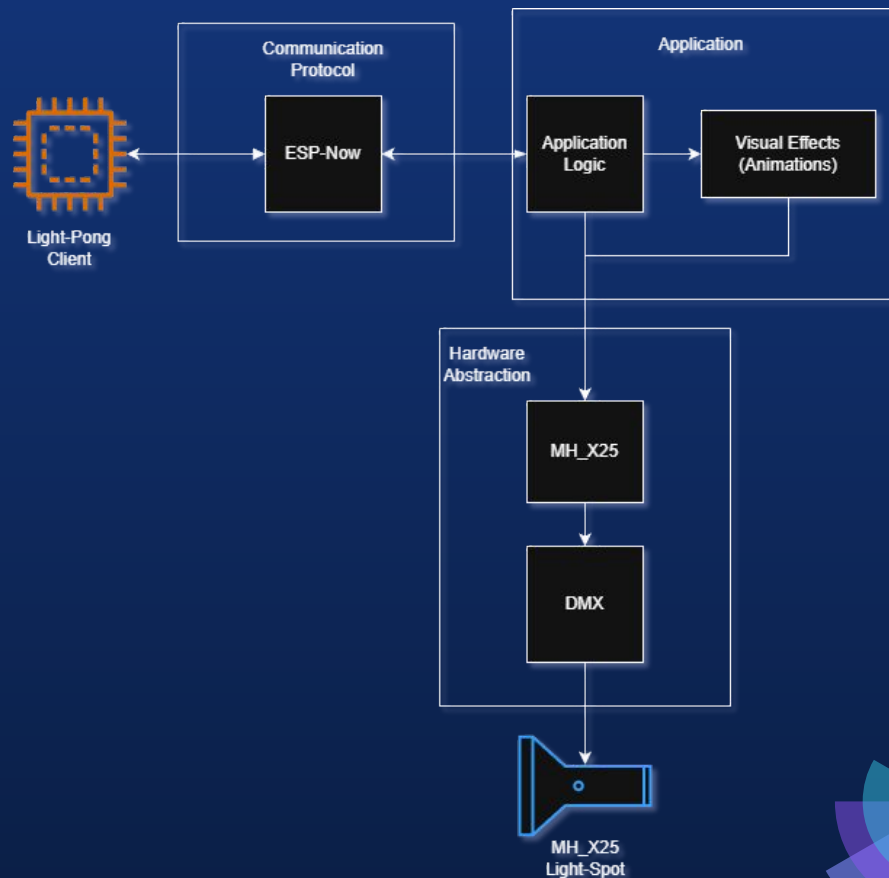 Communication
Protocol
Application
ESP-Now
Application
Logic
Visual Effects
(Animations)
Light-Pong
Client
Hardware
Abstraction
MH_X25
DMX
MH_X25
Light-Spot